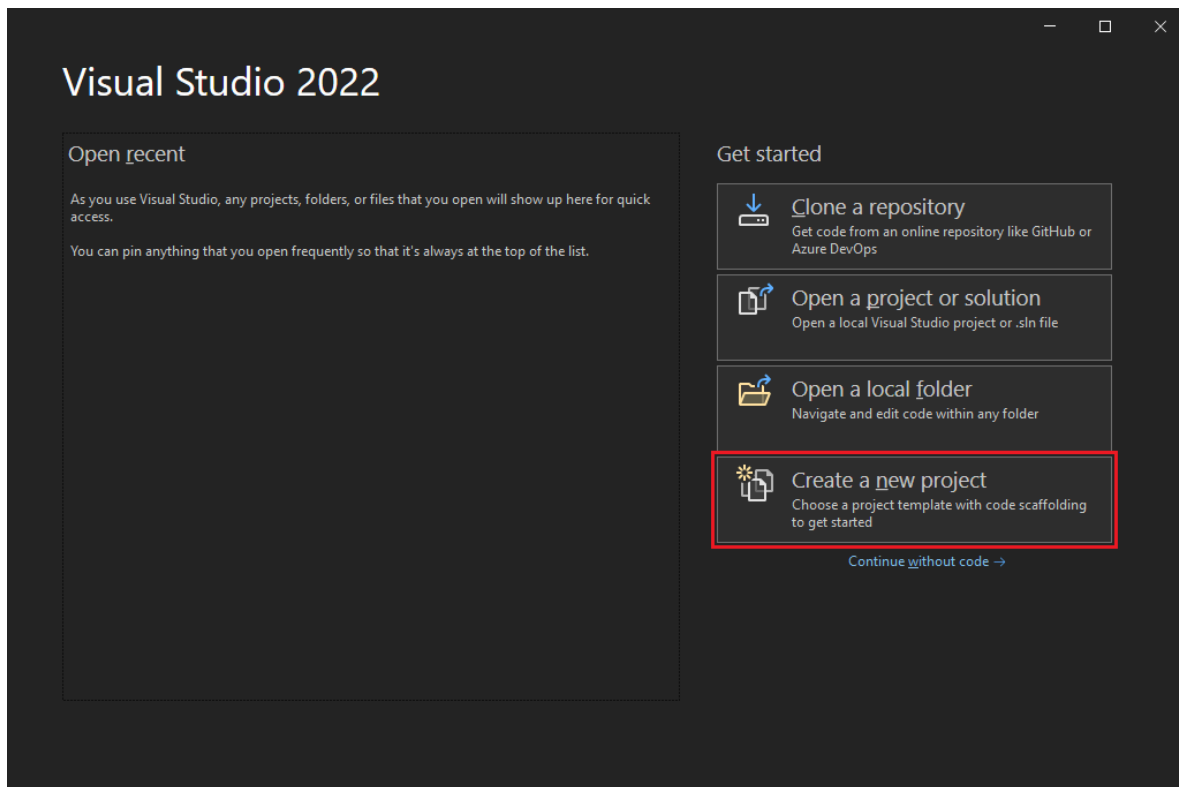 Visual Studio 2022
Open recent
As you use Visual Studio, any projects, folders, or files that you open will show up here for quick
access.
You can pin anything that you open frequently so that it's always at the top of the list.
Get started
Clone a repository
Get code from an online repository like GitHub or
Azure DevOps
Open a project or solution
Open a local Visual Studio project or .sln file
Open a local folder
Navigate and edit code within any folder
Create a new project
Choose a project template with code scaffolding
to get started
Continue without code →